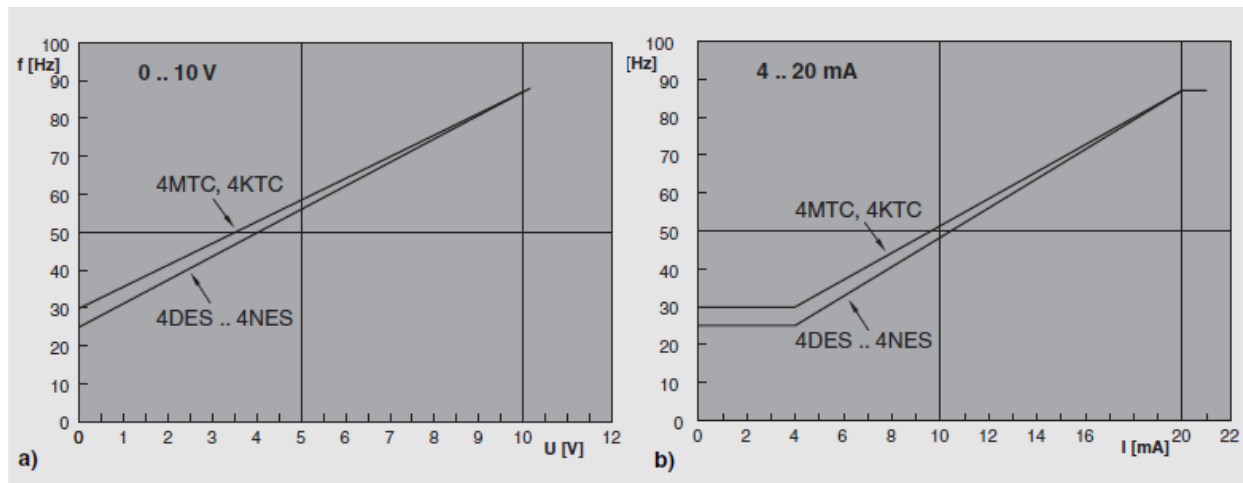 100
f [Hz]
0 .. 10 V
90
80
70
4MTC, 4KTC
60
50
40
30
4DES .. 4NES
20
10
0
0 1 2 3 4 5 6 7 8 9 10 12
U [V]
a)
100
[Hz]
4 .. 20 mA
90
80
70
60
4MTC, 4KTC
50
40
30
4DES .. 4NES
20
10
0
0 2 4 6 8 10 12 14 16 20 22
I [mA]
b)